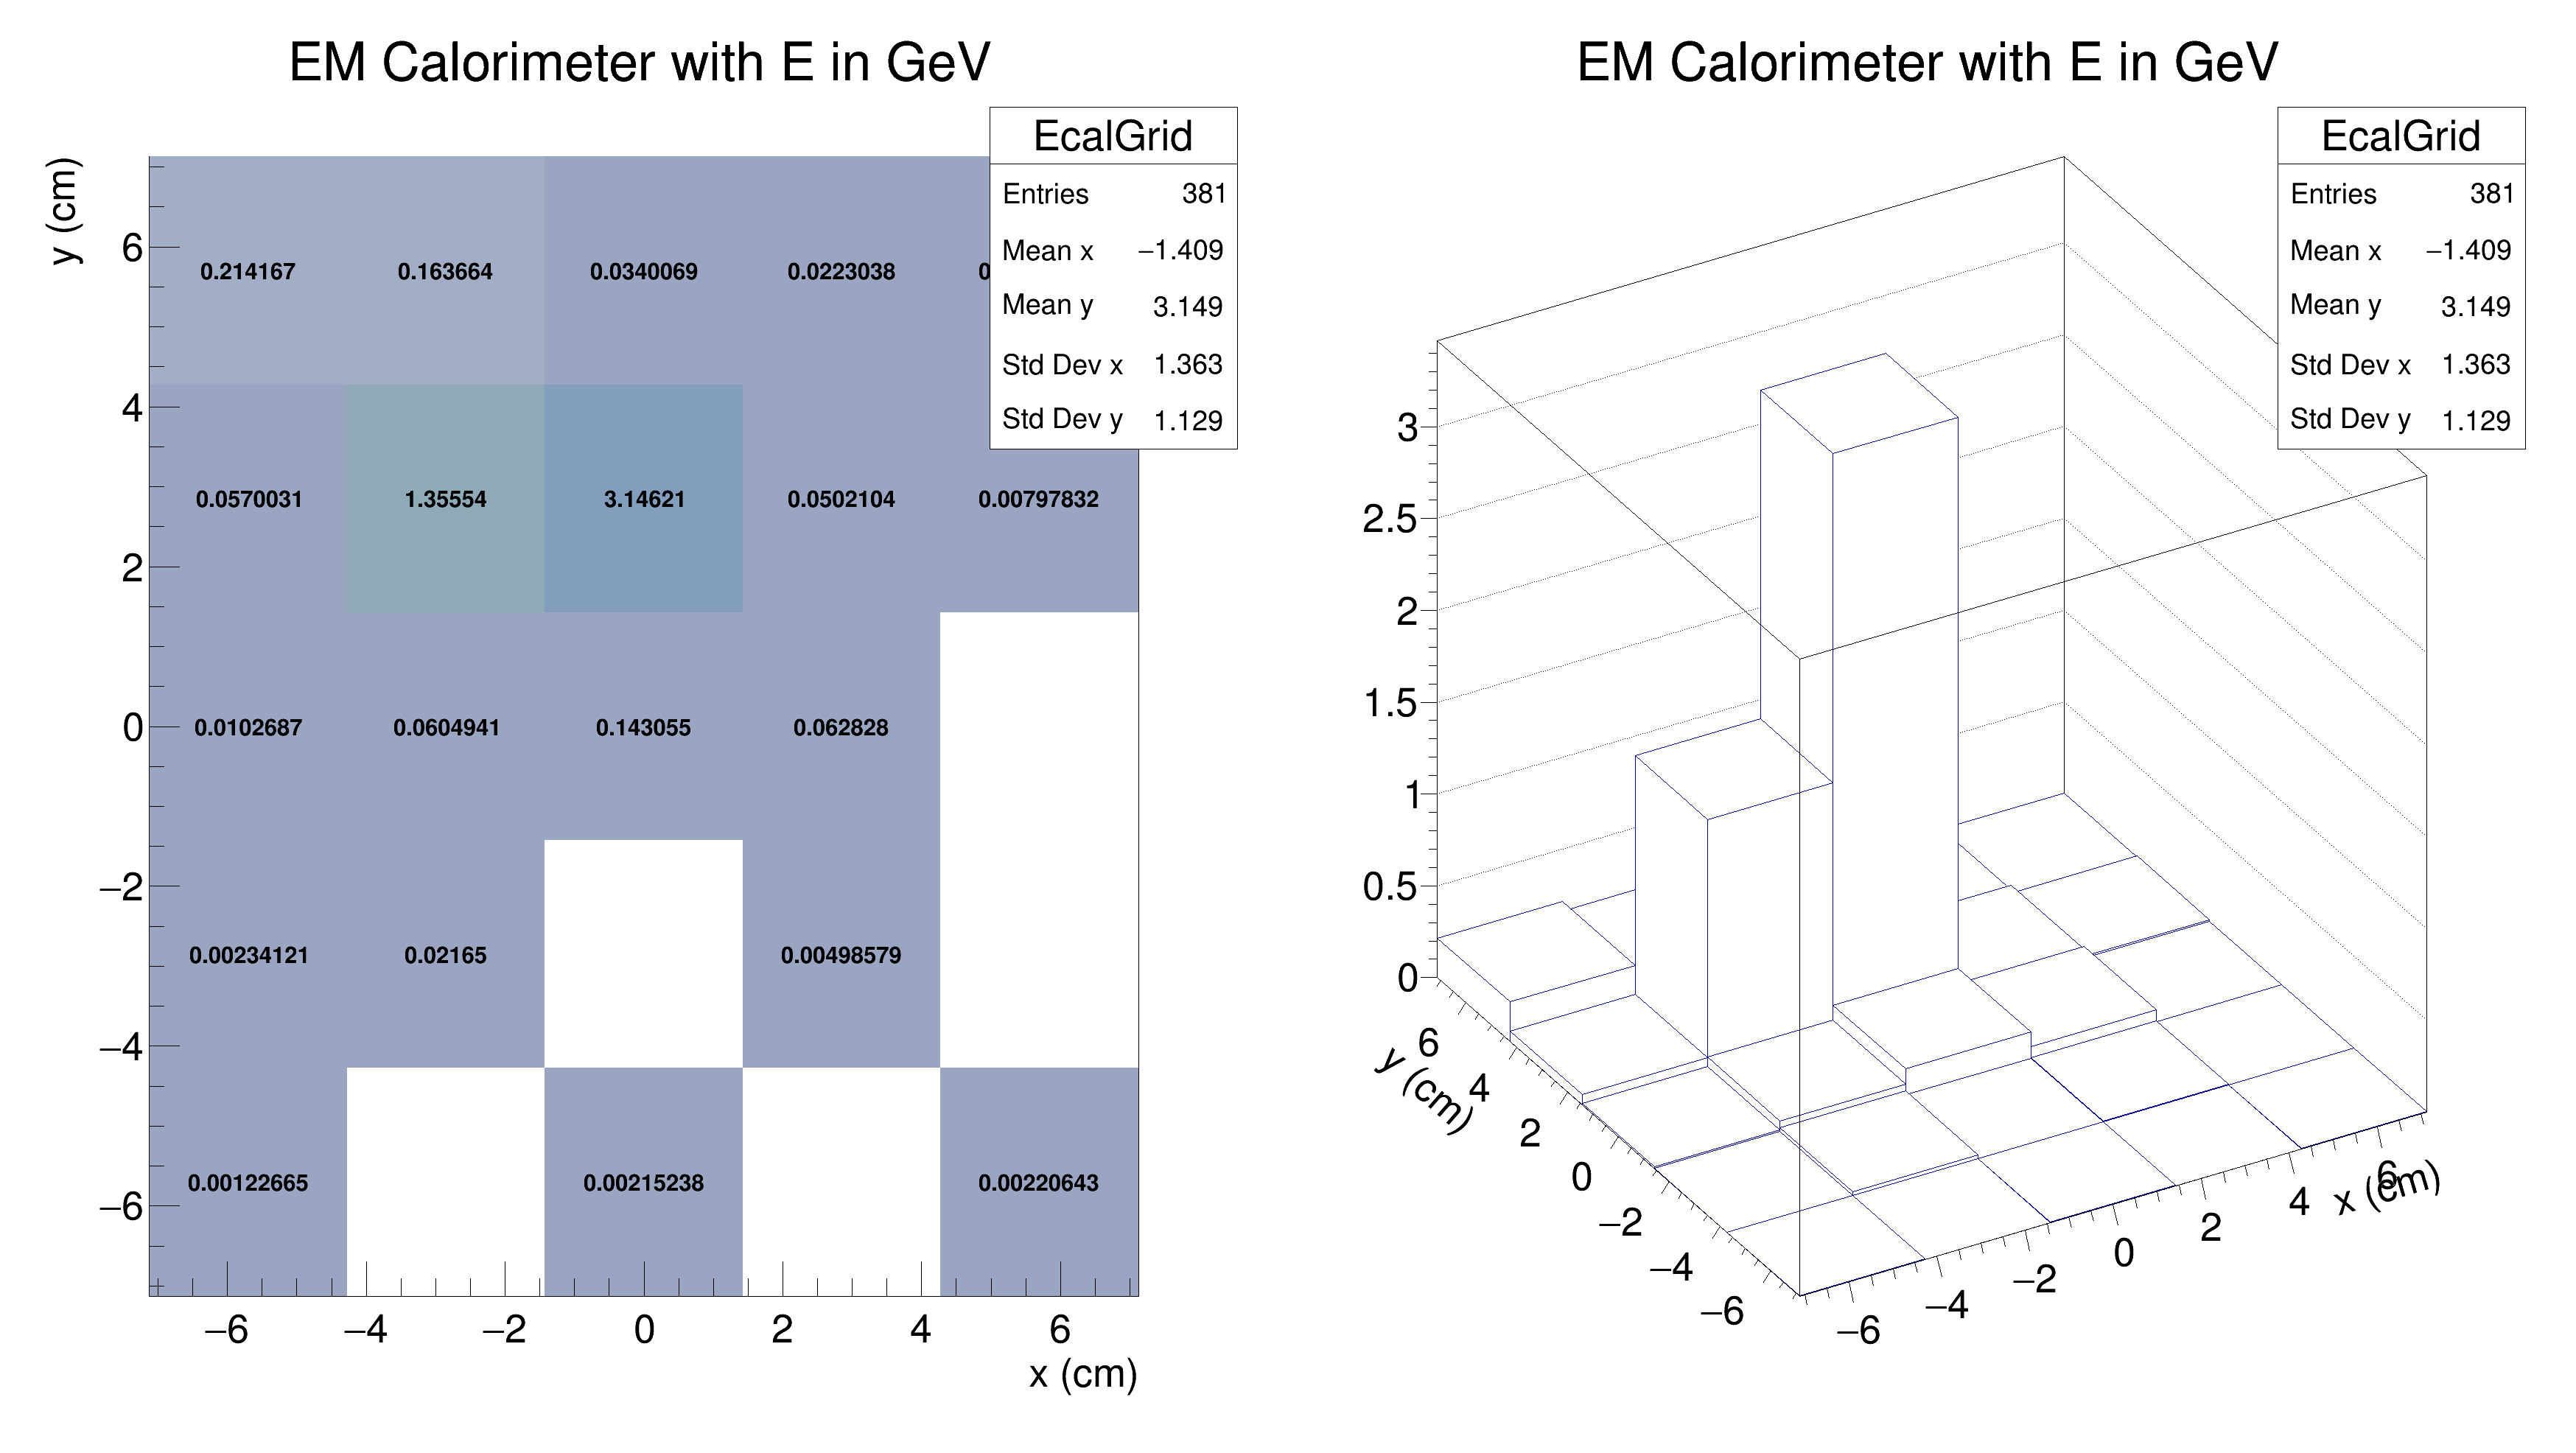 EM Calorimeter with E in GeV
EcalGrid
Entries 381
Mean x −1.409
Mean y 3.149
Std Dev x 1.363
Std Dev y 1.129
y (cm)
6
4
2
0
−2
−4
−6
0.214167 0.163664 0.0340069 0.0223038
0.0570031 1.35554 3.14621 0.0502104 0.00797832
0.0102687 0.0604941 0.143055 0.062828
0.00234121 0.02165 0.00498579
0.00122665 0.00215238 0.00220643
−6 −4 −2 0 2 4 6
x (cm)
EM Calorimeter with E in GeV
EcalGrid
Entries 381
Mean x −1.409
Mean y 3.149
Std Dev x 1.363
Std Dev y 1.129
3
2.5
2
1.5
1
0.5
0
6
4
2
0
−2
−4
−6
y (cm)
−6
−4
−2
0
2
4
6
x (cm)